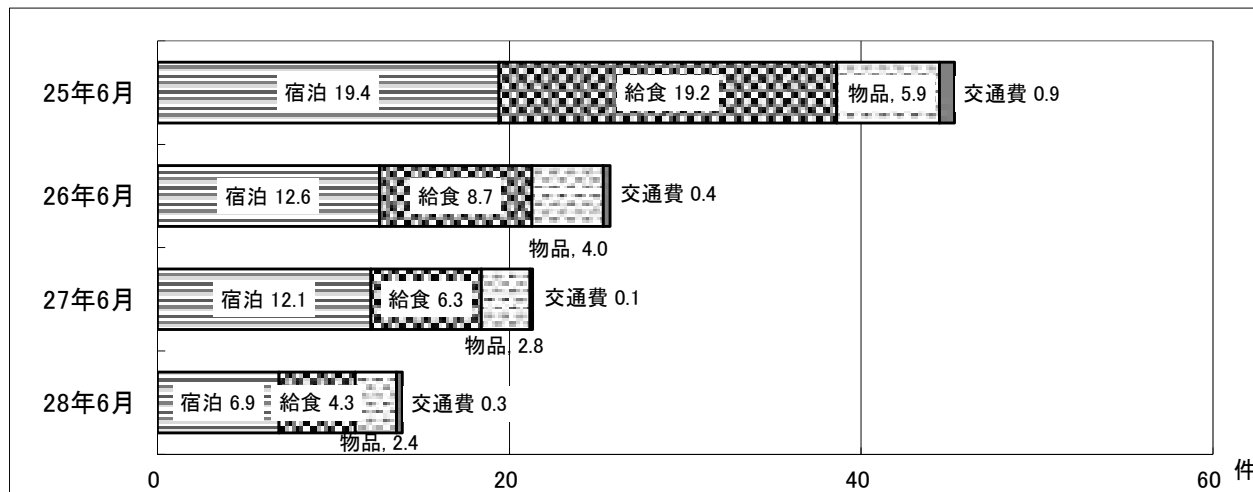 25年6月 宿泊 19.4 給食 19.2 物品, 5.9 交通費 0.9
26年6月 宿泊 12.6 給食 8.7 交通費 0.4
物品, 4.0
27年6月 宿泊 12.1 給食 6.3 交通費 0.1
物品, 2.8
28年6月 宿泊 6.9 給食 4.3 交通費 0.3
物品, 2.4
0 20 40 60 件